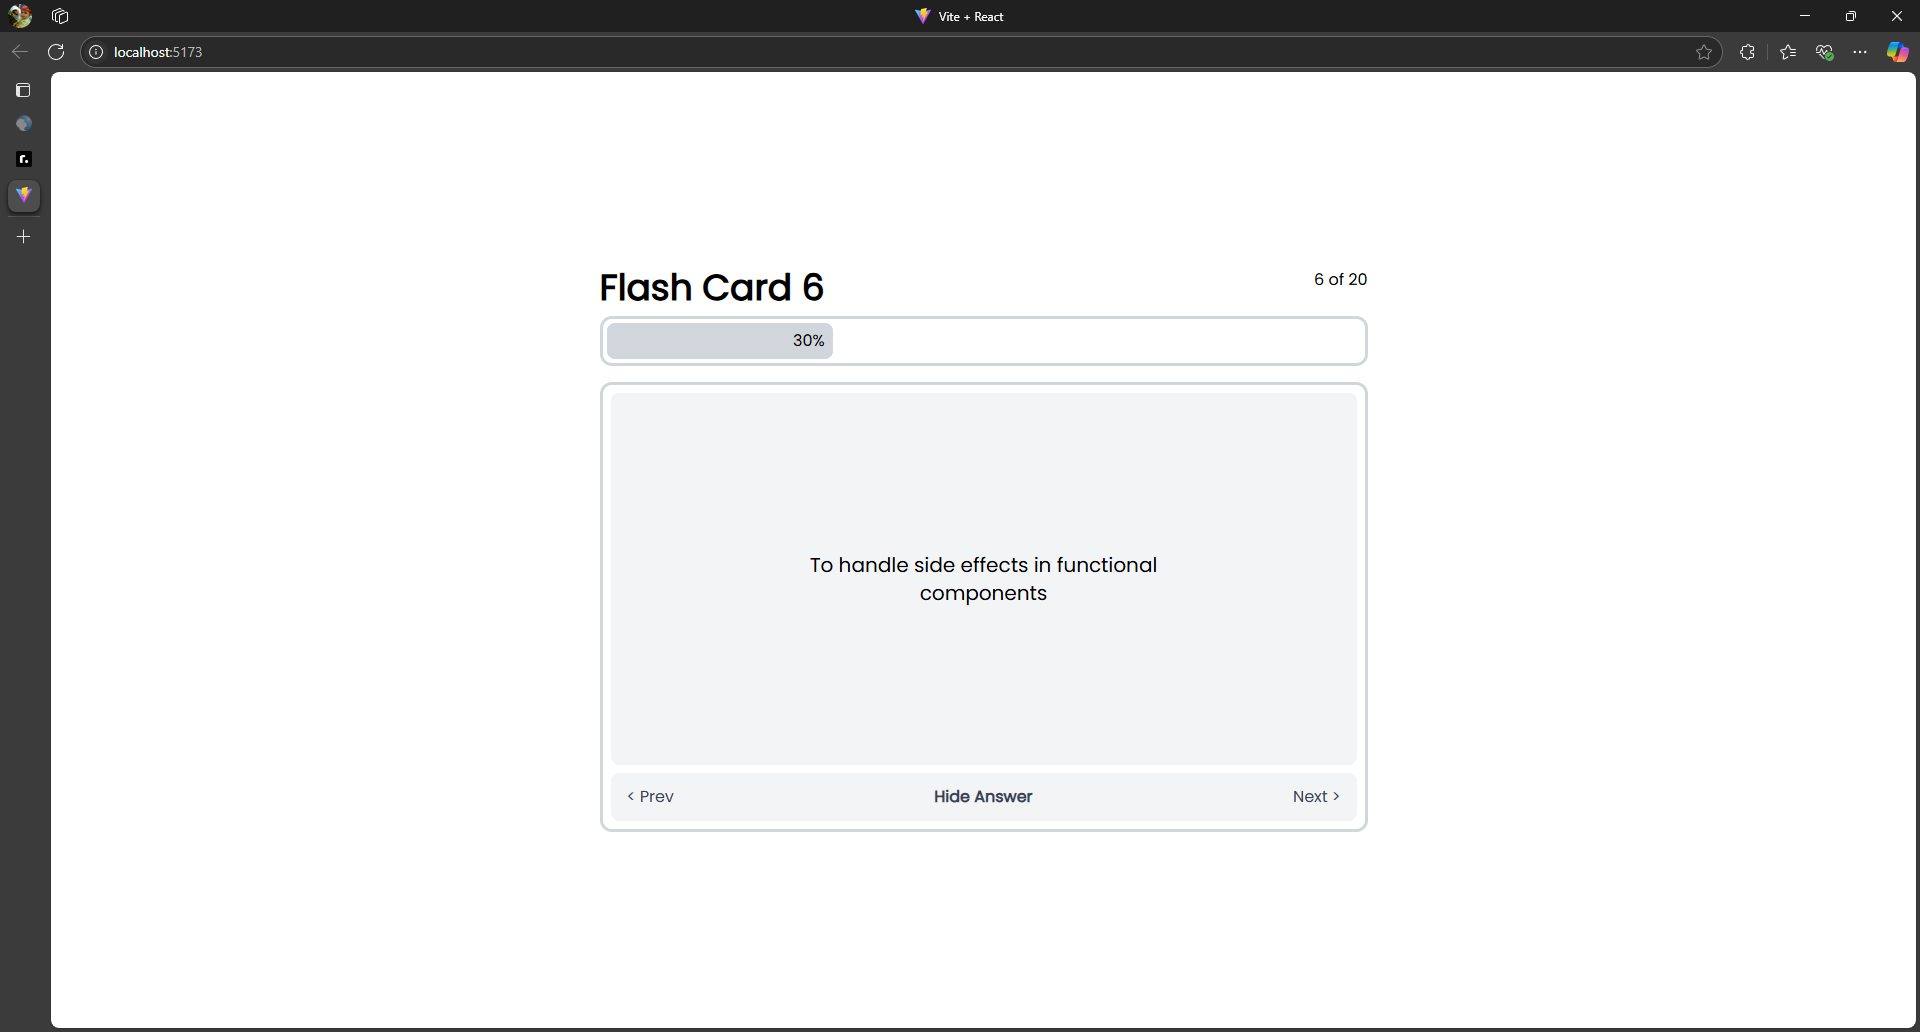 Vite + React
localhost:5173
Flash Card 6
6 of 20
30%
To handle side effects in functional
components
< Prev
Hide Answer
Next >